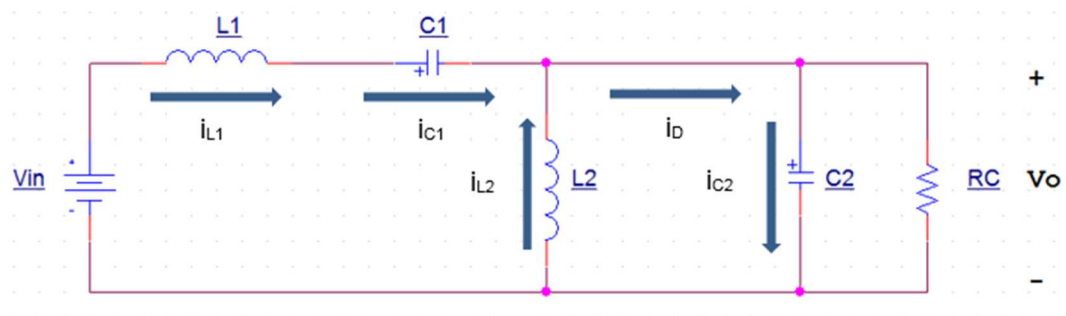 L1
C1
+
+
iL1
iC1
iD
Vin
-
iL2
L2
iC2
+
C2
RC
Vo
-